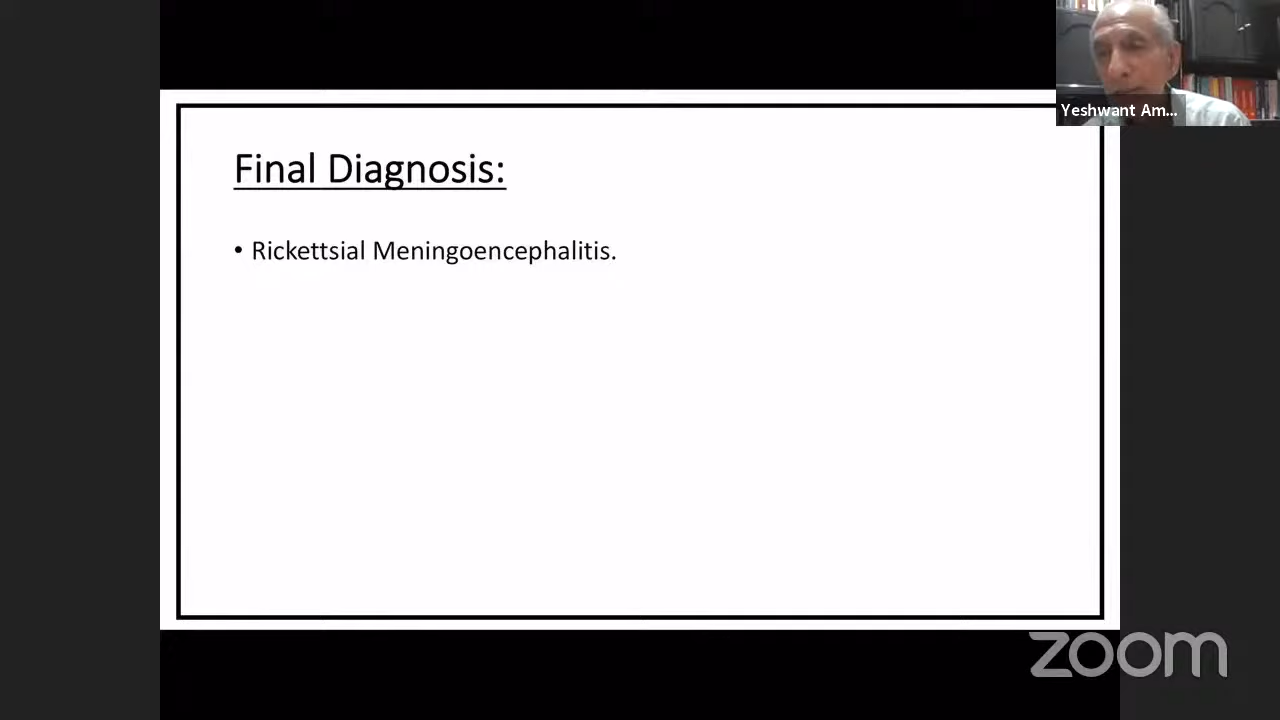 Yeshwant Am...
Final Diagnosis:
• Rickettsial Meningoencephalitis.
zoom